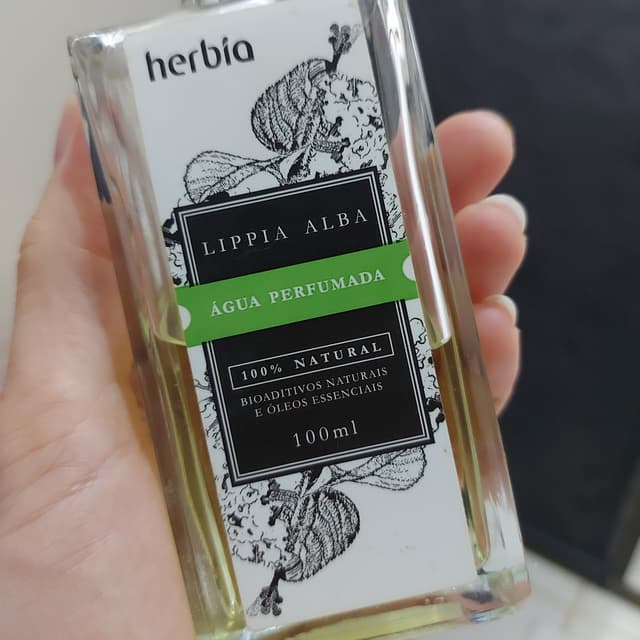 herbia
LIPPIA ALBA
ÁGUA PERFUMADA
100% NATURAL
BIOADITIVOS NATURAIS
E ÓLEOS ESSENCIAIS
100ml